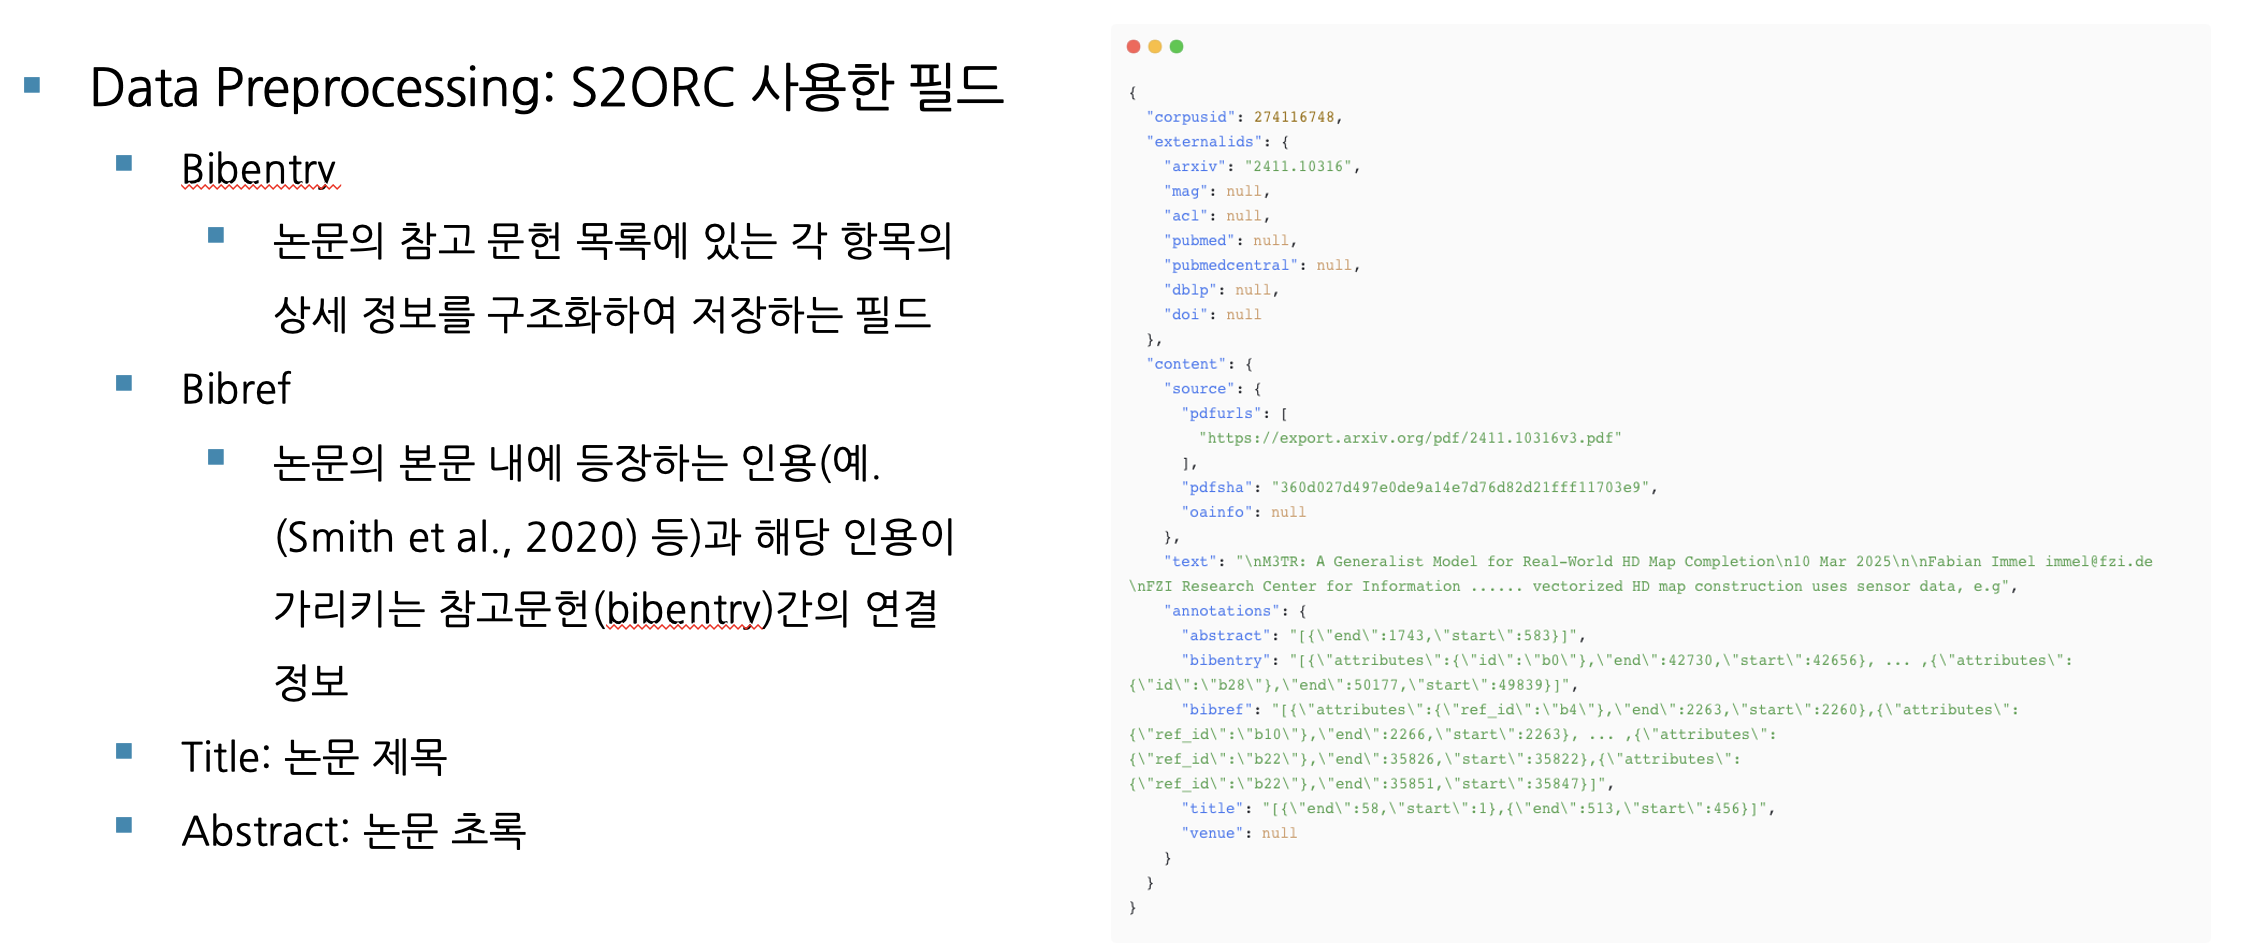 Data Preprocessing: S2ORC 사용한 필드
Bibentry
논문의 참고 문헌 목록에 있는 각 항목의
상세 정보를 구조화하여 저장하는 필드
Bibref
논문의 본문 내에 등장하는 인용(예.
(Smith et al., 2020) 등)과 해당 인용이
가리키는 참고문헌(bibentry)간의 연결
정보
Title: 논문 제목
Abstract: 논문 초록
{
  "corpusid": 274116748,
  "externalids": {
    "arxiv": "2411.10316",
    "mag": null,
    "acl": null,
    "pubmed": null,
    "pubmedcentral": null,
    "dblp": null,
    "doi": null
  },
  "content": {
    "source": {
      "pdfurls": [
        "https://export.arxiv.org/pdf/2411.10316v3.pdf"
      ],
      "pdfsha": "360d027d497e0de9a14e7d76d82d21fff11703e9",
      "oainfo": null
    },
    "text": "\nM3TR: A Generalist Model for Real-World HD Map Completion\n10 Mar 2025\n\nFabian Immel immel@fzi.de
\nFZI Research Center for Information ...... vectorized HD map construction uses sensor data, e.g",
    "annotations": {
      "abstract": "[{\"end\":1743,\"start\":583}]",
      "bibentry": "[{\"attributes\":{\"id\":\"b0\"},\"end\":42730,\"start\":42656}, ... ,{\"attributes\":
{\"id\":\"b28\"},\"end\":50177,\"start\":49839}]",
      "bibref": "[{\"attributes\":{\"ref_id\":\"b4\"},\"end\":2263,\"start\":2260},{\"attributes\":
{\"ref_id\":\"b10\"},\"end\":2266,\"start\":2263}, ... ,{\"attributes\":
{\"ref_id\":\"b22\"},\"end\":35826,\"start\":35822},{\"attributes\":
{\"ref_id\":\"b22\"},\"end\":35851,\"start\":35847}]",
      "title": "[{\"end\":58,\"start\":1},{\"end\":513,\"start\":456}]",
      "venue": null
    }
  }
}